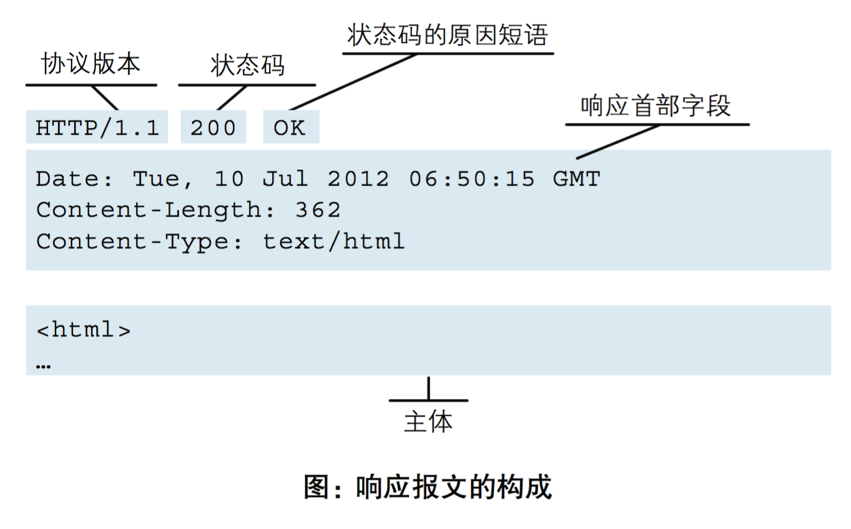 状态码的原因短语
协议版本 状态码
响应首部字段
HTTP/1.1 200 OK
Date: Tue, 10 Jul 2012 06:50:15 GMT
Content-Length: 362
Content-Type: text/html
<html>
…
主体
图：响应报文的构成